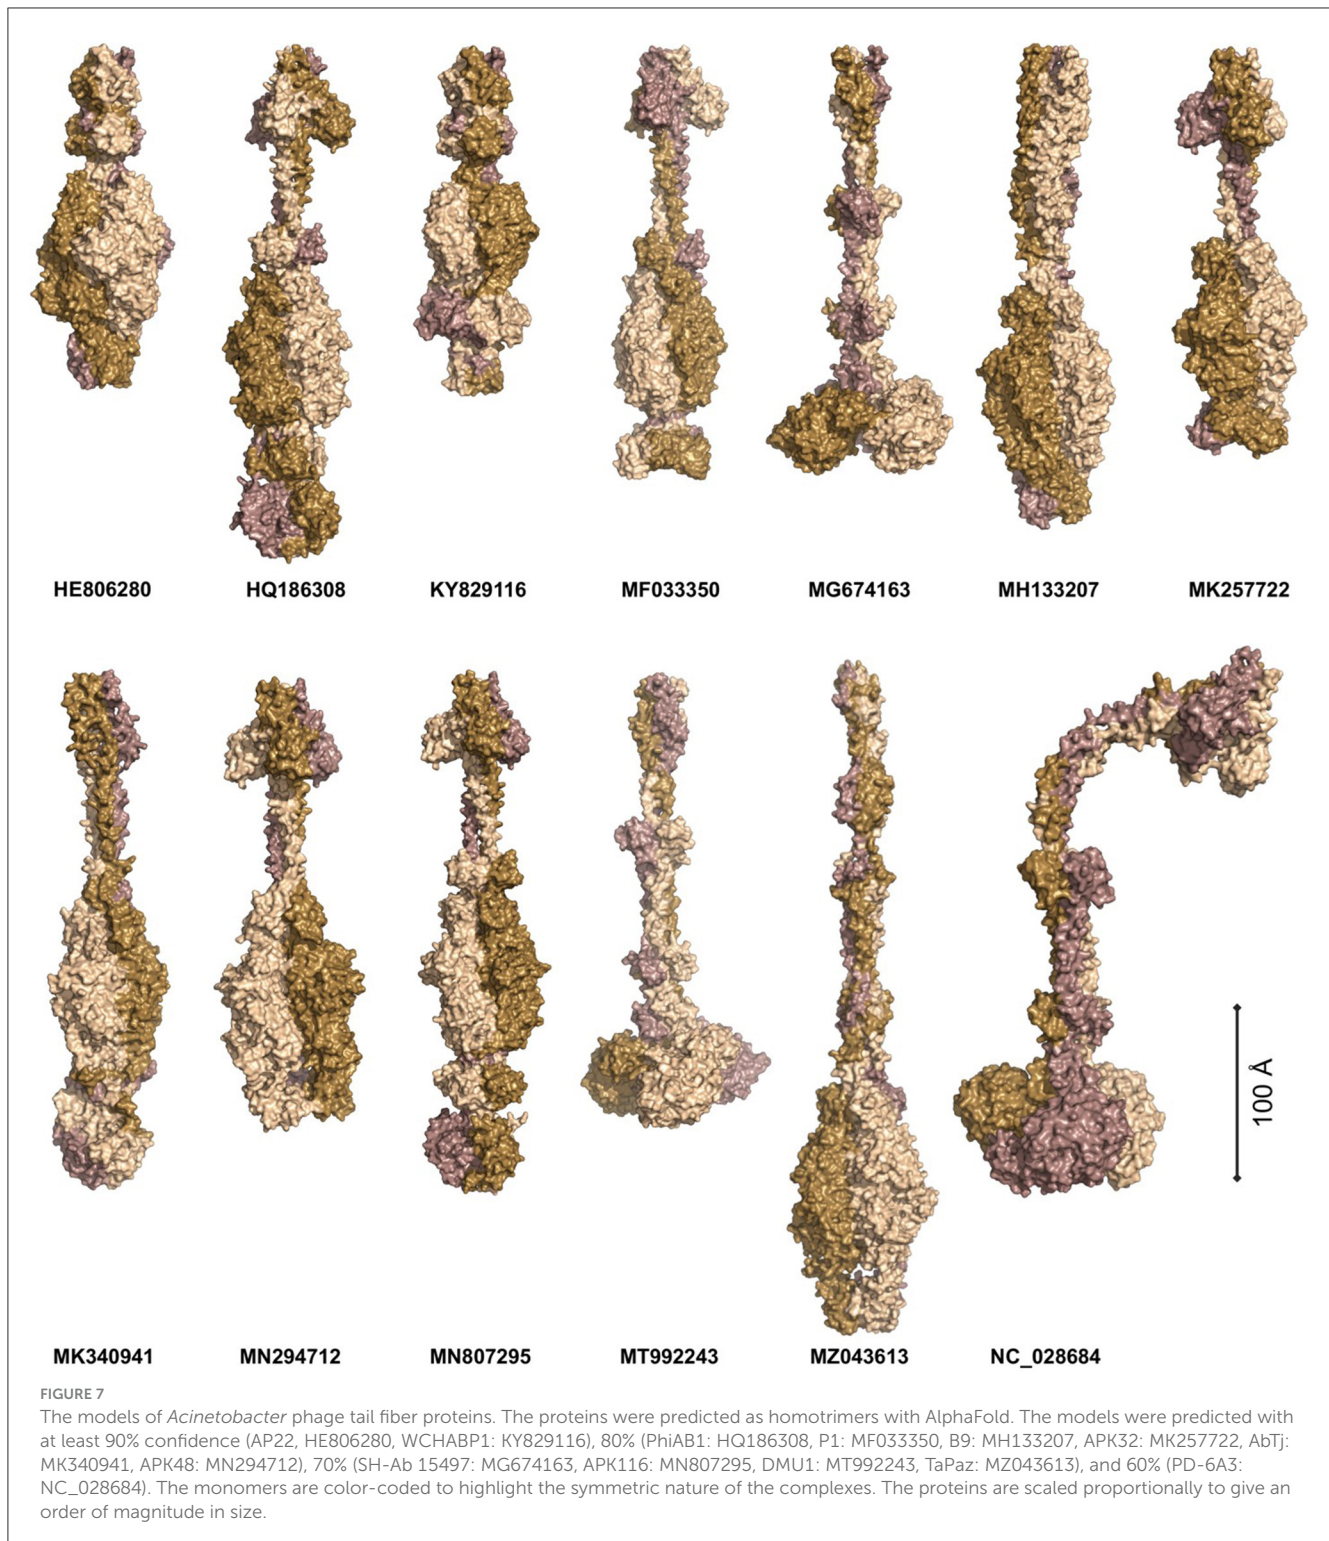 HE806280 HQ186308 KY829116 MF033350 MG674163 MH133207 MK257722
100 Å
MK340941 MN294712 MN807295 MT992243 MZ043613 NC_028684
FIGURE 7
The models of Acinetobacter phage tail fiber proteins. The proteins were predicted as homotrimers with AlphaFold. The models were predicted with
at least 90% confidence (AP22, HE806280, WCHABP1: KY829116), 80% (PhiAB1: HQ186308, P1: MF033350, B9: MH133207, APK32: MK257722, AbTj:
MK340941, APK48: MN294712), 70% (SH-Ab 15497: MG674163, APK116: MN807295, DMU1: MT992243, TaPaz: MZ043613), and 60% (PD-6A3:
NC_028684). The monomers are color-coded to highlight the symmetric nature of the complexes. The proteins are scaled proportionally to give an
order of magnitude in size.